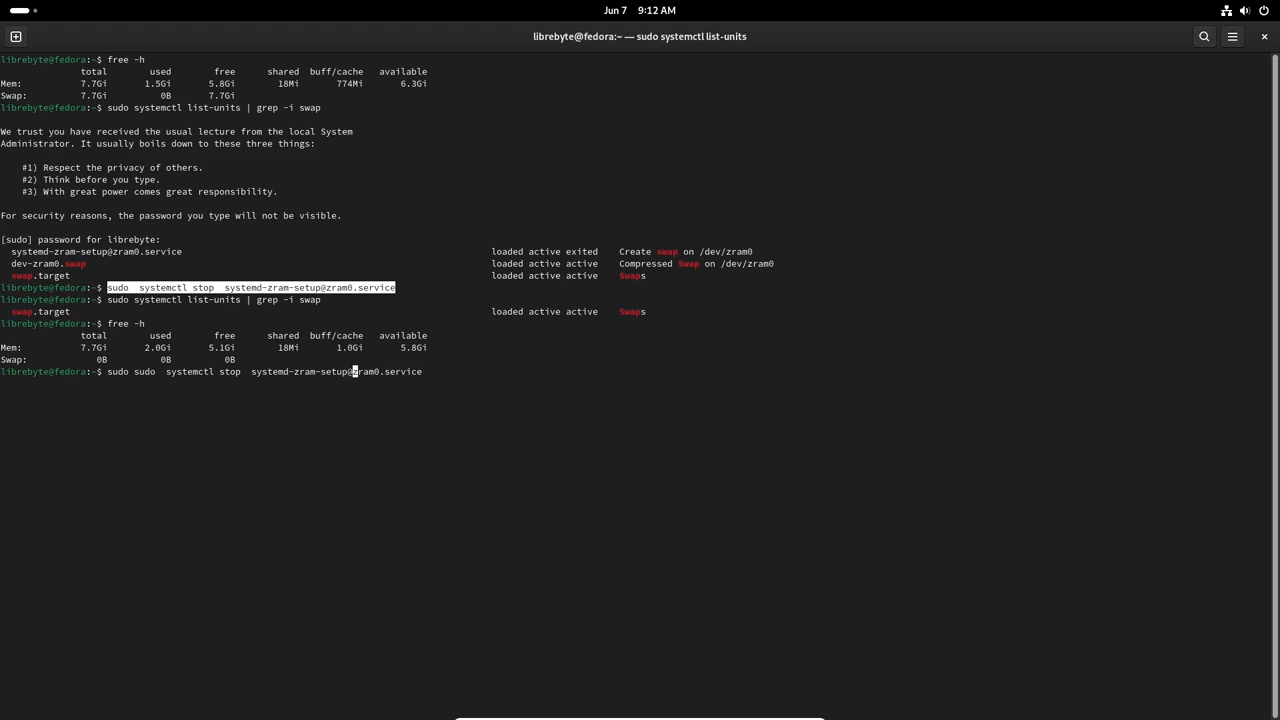 Jun 7 9:12 AM
librebyte@fedora:~ — sudo systemctl list-units
librebyte@fedora:~$ free -h
total used free shared buff/cache available
Mem: 7.7Gi 1.5Gi 5.8Gi 18Mi 774Mi 6.3Gi
Swap: 7.7Gi 0B 7.7Gi
librebyte@fedora:~$ sudo systemctl list-units | grep -i swap
We trust you have received the usual lecture from the local System
Administrator. It usually boils down to these three things:
#1) Respect the privacy of others.
#2) Think before you type.
#3) With great power comes great responsibility.
For security reasons, the password you type will not be visible.
[sudo] password for librebyte:
systemd-zram-setup@zram0.service loaded active exited Create swap on /dev/zram0
dev-zram0.swap loaded active active Compressed Swap on /dev/zram0
swap.target loaded active active Swaps
librebyte@fedora:~$ sudo  systemctl stop  systemd-zram-setup@zram0.service
librebyte@fedora:~$ sudo systemctl list-units | grep -i swap
swap.target loaded active active Swaps
librebyte@fedora:~$ free -h
total used free shared buff/cache available
Mem: 7.7Gi 2.0Gi 5.1Gi 18Mi 1.0Gi 5.8Gi
Swap: 0B 0B 0B
librebyte@fedora:~$ sudo sudo  systemctl stop  systemd-zram-setup@zram0.service